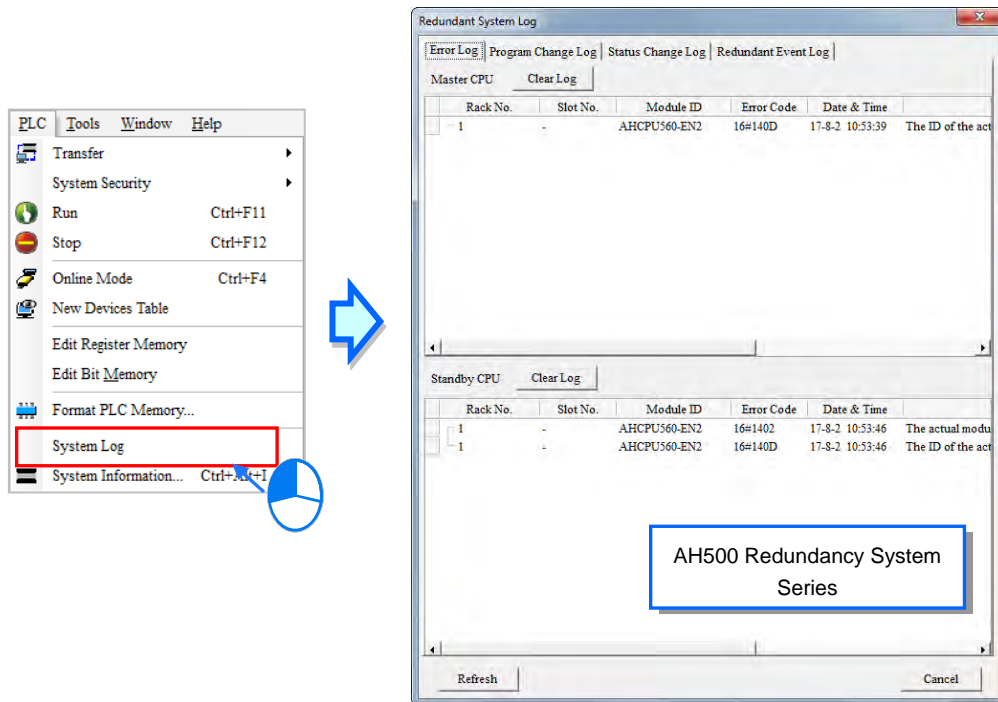 PLC Tools Window Help
Transfer
System Security
Run Ctrl+F11
Stop Ctrl+F12
Online Mode Ctrl+F4
New Devices Table
Edit Register Memory
Edit Bit Memory
Format PLC Memory...
System Log
System Information... Ctrl+Alt+I
Redundant System Log
Error Log Program Change Log Status Change Log Redundant Event Log
Master CPU Clear Log
Rack No. Slot No. Module ID Error Code Date & Time
1 - AHCPU560-EN2 16#140D 17-8-2 10:53:39 The ID of the act
Standby CPU Clear Log
Rack No. Slot No. Module ID Error Code Date & Time
1 - AHCPU560-EN2 16#1402 17-8-2 10:53:46 The actual modu
1 - AHCPU560-EN2 16#140D 17-8-2 10:53:46 The ID of the act
AH500 Redundancy System
Series
Refresh Cancel